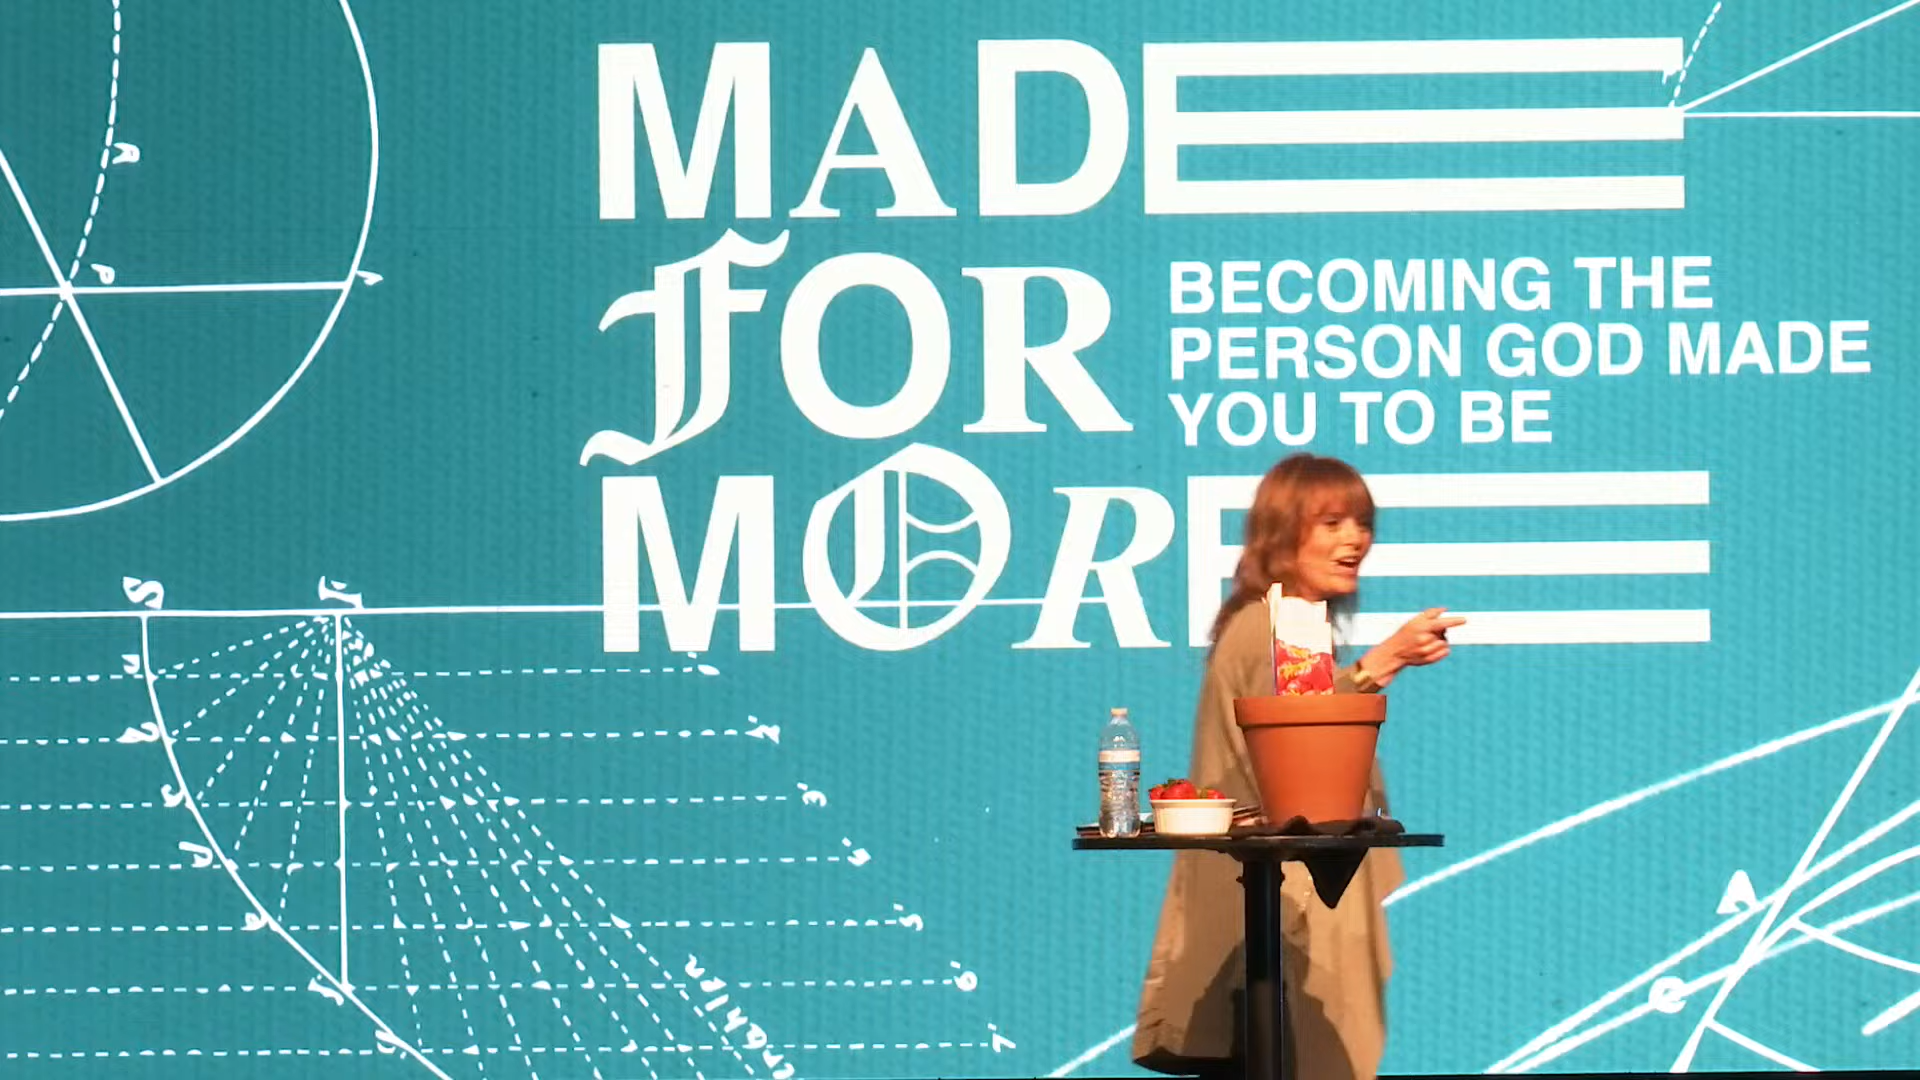 MADE
FOR
BECOMING THE
PERSON GOD MADE
YOU TO BE
MORE